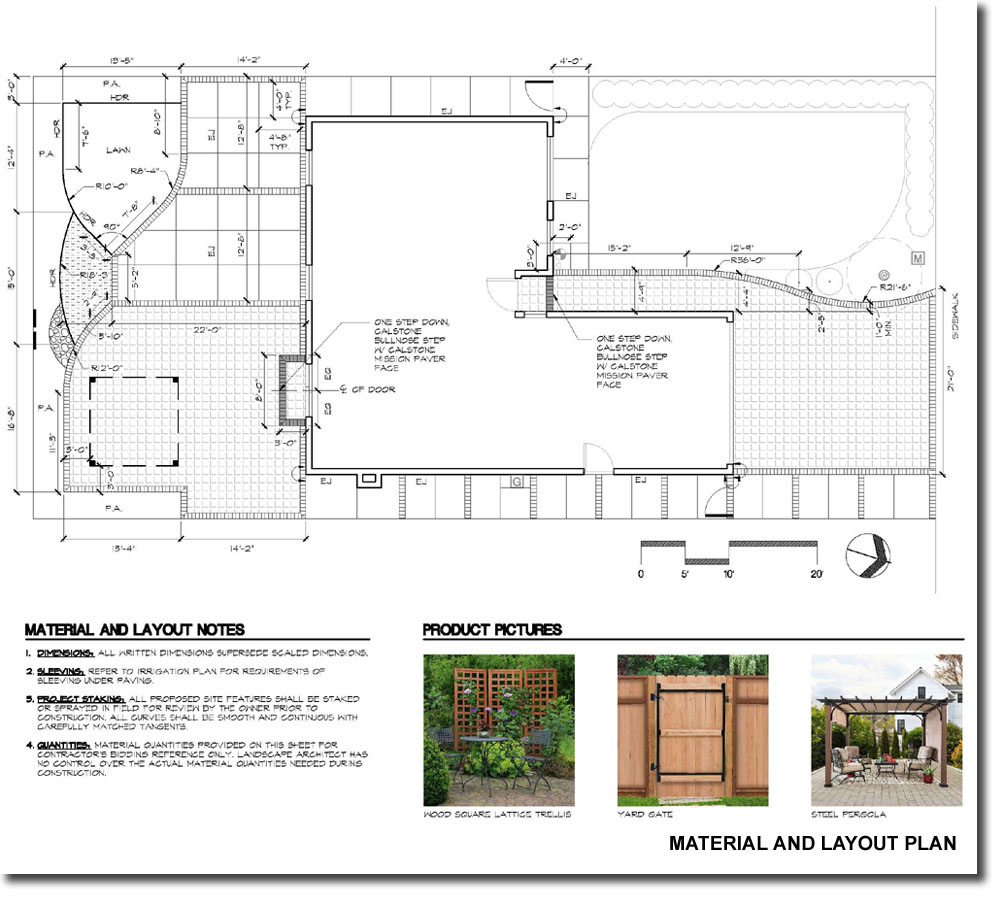 13'-5"
14'-2"
4'-0"
P.A.
HDR
3'-0"
4'-0"
TYP.
EJ
HDR
7'-8"
8'-10"
EJ
12'-8"
4'-8"
TYP.
LAWN
P.A.
12'-4"
R8'-4"
R10'-0"
EJ
7'-8"
HDR
90°
2'-0"
EJ
12'-8"
3'-0"
15'-2"
12'-9"
R36'-0"
M
HDR
R18'-3"
5'-2"
4'-9"
4'-4"
R21'-6"
5'-10"
22'-0"
2'-5"
1'-0"
MIN.
SIDEWALK
ONE STEP DOWN,
CALSTONE
BULLNOSE STEP
W/ CALSTONE
MISSION PAVER
FACE
ONE STEP DOWN,
CALSTONE
BULLNOSE STEP
W/ CALSTONE
MISSION PAVER
FACE
R12'-0"
EQ
8'-0"
℄ OF DOOR
21'-0"
P.A.
EQ
16'-8"
11'-3"
3'-0"
3'-0"
3'-0"
EJ
EJ
G
EJ
P.A.
13'-4"
14'-2"
0 5' 10' 20'
MATERIAL AND LAYOUT NOTES
1. DIMENSIONS: ALL WRITTEN DIMENSIONS SUPERSEDE SCALED DIMENSIONS.
2. SLEEVING: REFER TO IRRIGATION PLAN FOR REQUIREMENTS OF
SLEEVING UNDER PAVING.
3. PROJECT STAKING: ALL PROPOSED SITE FEATURES SHALL BE STAKED
OR SPRAYED IN FIELD FOR REVIEW BY THE OWNER PRIOR TO
CONSTRUCTION. ALL CURVES SHALL BE SMOOTH AND CONTINUOUS WITH
CAREFULLY MATCHED TANGENTS.
4. QUANTITIES: MATERIAL QUANTITIES PROVIDED ON THIS SHEET FOR
CONTRACTOR'S BIDDING REFERENCE ONLY. LANDSCAPE ARCHITECT HAS
NO CONTROL OVER THE ACTUAL MATERIAL QUANTITIES NEEDED DURING
CONSTRUCTION.
PRODUCT PICTURES
WOOD SQUARE LATTICE TRELLIS
YARD GATE
STEEL PERGOLA
MATERIAL AND LAYOUT PLAN